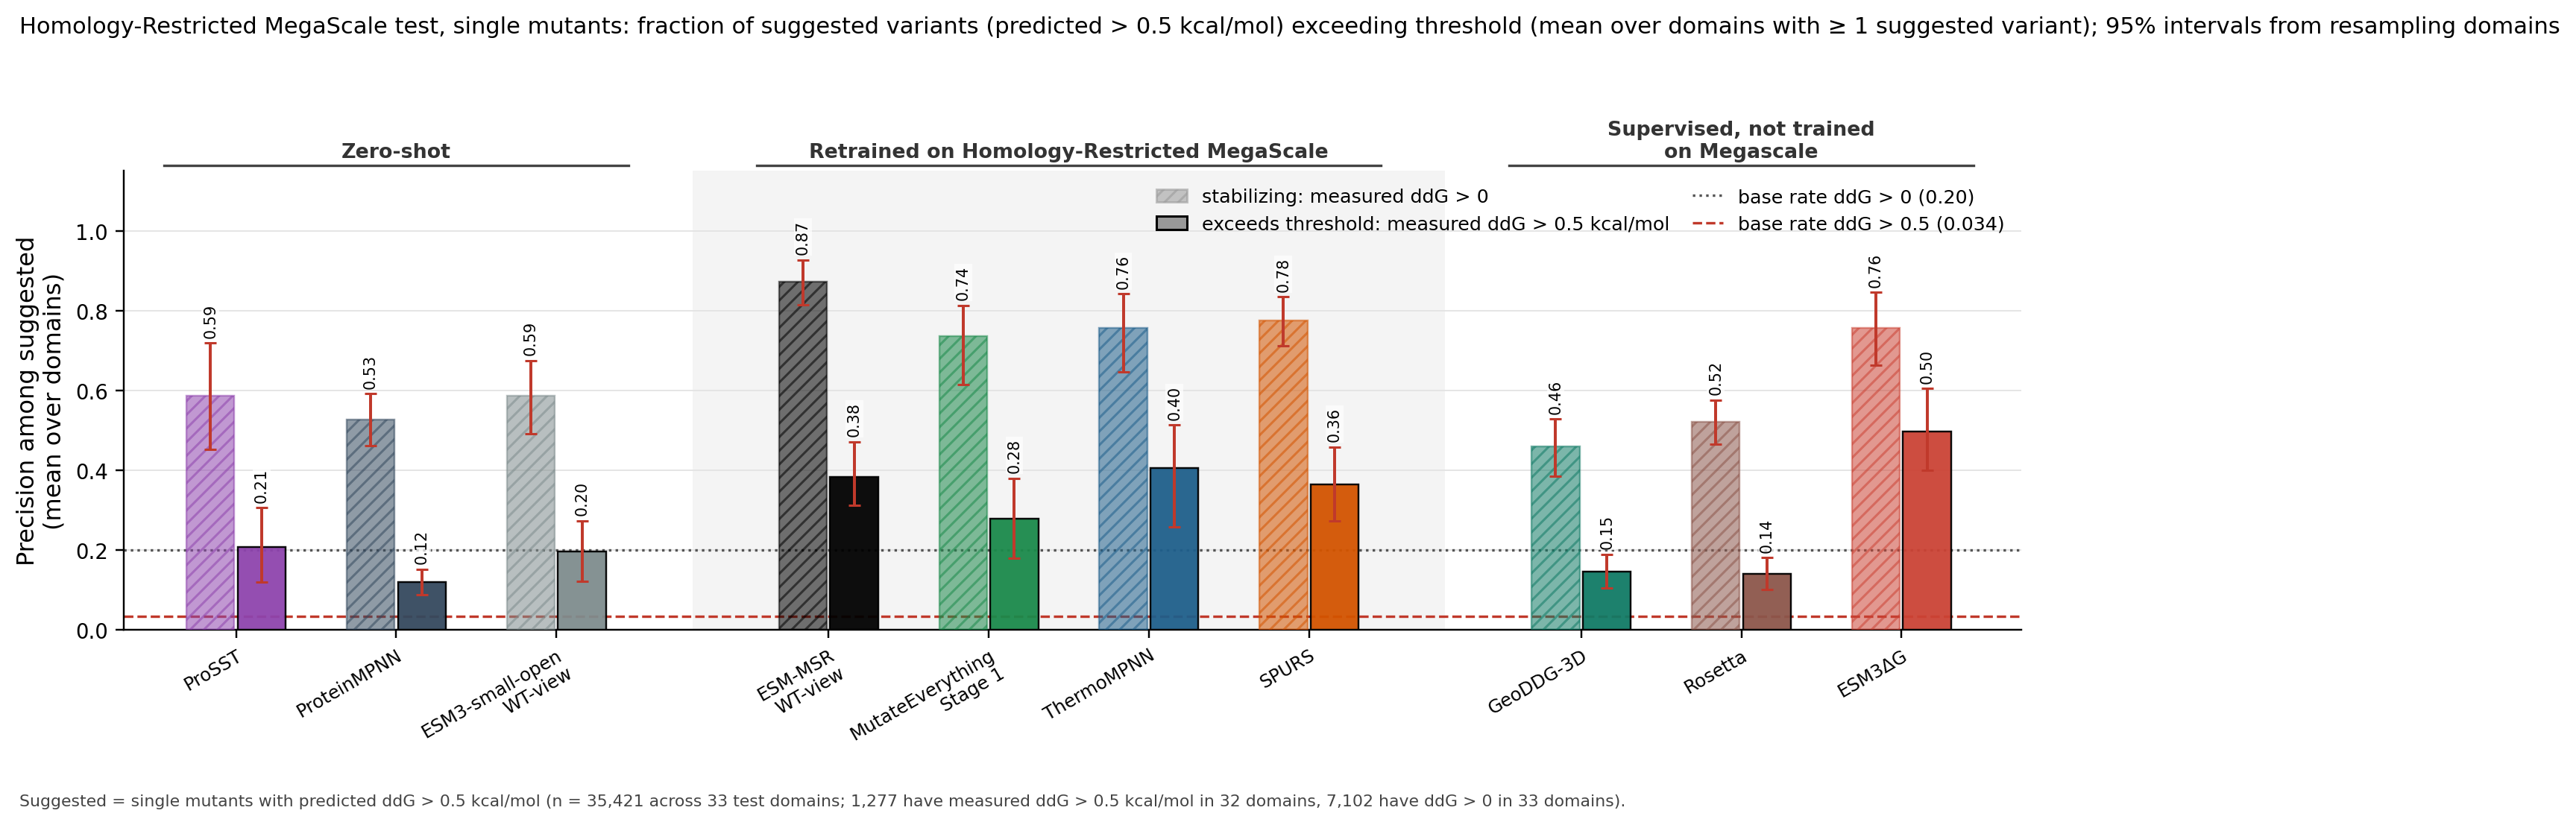 Homology-Restricted MegaScale test, single mutants: fraction of suggested variants (predicted > 0.5 kcal/mol) exceeding threshold (mean over domains with ≥ 1 suggested variant); 95% intervals from resampling domains
Zero-shot
Retrained on Homology-Restricted MegaScale
Supervised, not trained
on Megascale
stabilizing: measured ddG > 0
exceeds threshold: measured ddG > 0.5 kcal/mol
base rate ddG > 0 (0.20)
base rate ddG > 0.5 (0.034)
Precision among suggested
(mean over domains)
1.0
0.8
0.6
0.4
0.2
0.0
0.59
0.21
0.53
0.12
0.59
0.20
0.87
0.38
0.74
0.28
0.76
0.40
0.78
0.36
0.46
0.15
0.52
0.14
0.76
0.50
ProSST
ProteinMPNN
ESM3-small-open
WT-view
ESM-MSR
WT-view
MutateEverything
Stage 1
ThermoMPNN
SPURS
GeoDDG-3D
Rosetta
ESM3ΔG
Suggested = single mutants with predicted ddG > 0.5 kcal/mol (n = 35,421 across 33 test domains; 1,277 have measured ddG > 0.5 kcal/mol in 32 domains, 7,102 have ddG > 0 in 33 domains).